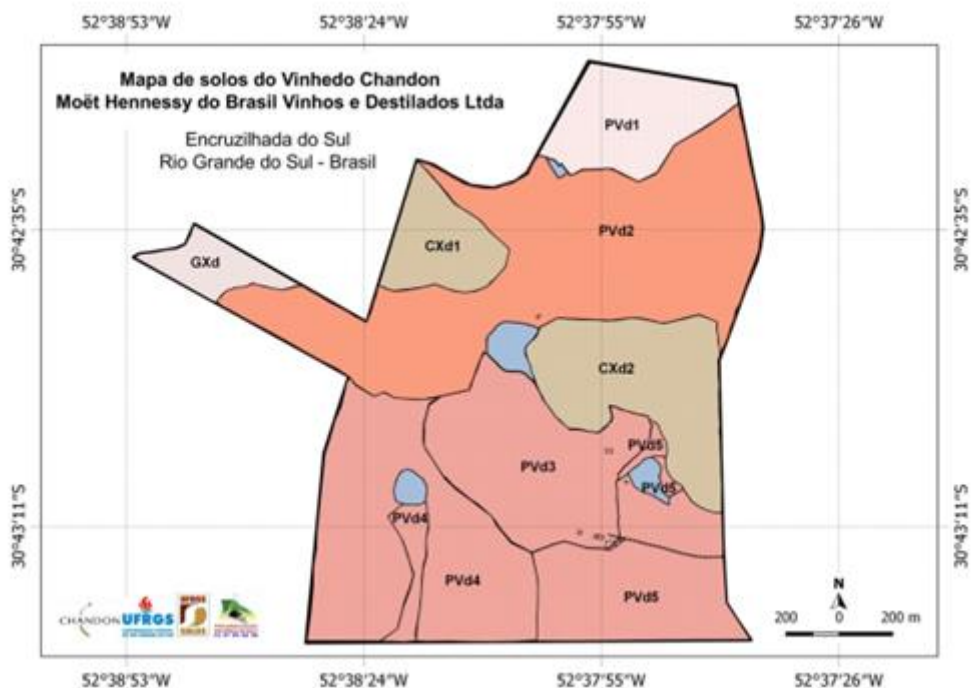 52°38'53"W 52°38'24"W 52°37'55"W 52°37'26"W
Mapa de solos do Vinhedo Chandon
Moët Hennessy do Brasil Vinhos e Destilados Ltda
Encruzilhada do Sul
Rio Grande do Sul - Brasil
PVd1
30°42'35"S
PVd2
30°42'35"S
CXd1
GXd
CXd2
PVd3
PVd5
PVd5
30°43'11"S
PVd4
30°43'11"S
PVd4
PVd5
N
200 0 200 m
CHANDON UFRGS
52°38'53"W 52°38'24"W 52°37'55"W 52°37'26"W